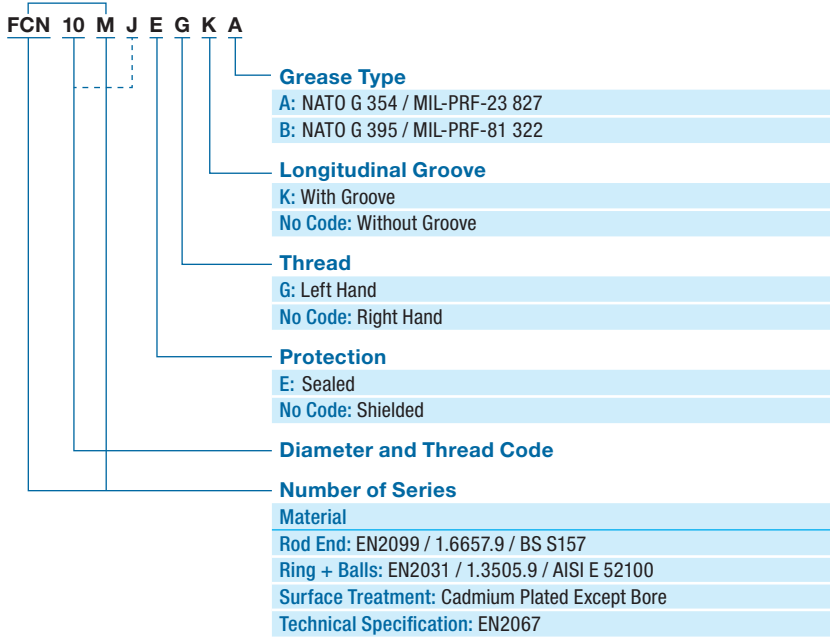 FCN 10 M J E G K A
Grease Type
A: NATO G 354 / MIL-PRF-23 827
B: NATO G 395 / MIL-PRF-81 322
Longitudinal Groove
K: With Groove
No Code: Without Groove
Thread
G: Left Hand
No Code: Right Hand
Protection
E: Sealed
No Code: Shielded
Diameter and Thread Code
Number of Series
Material
Rod End: EN2099 / 1.6657.9 / BS S157
Ring + Balls: EN2031 / 1.3505.9 / AISI E 52100
Surface Treatment: Cadmium Plated Except Bore
Technical Specification: EN2067